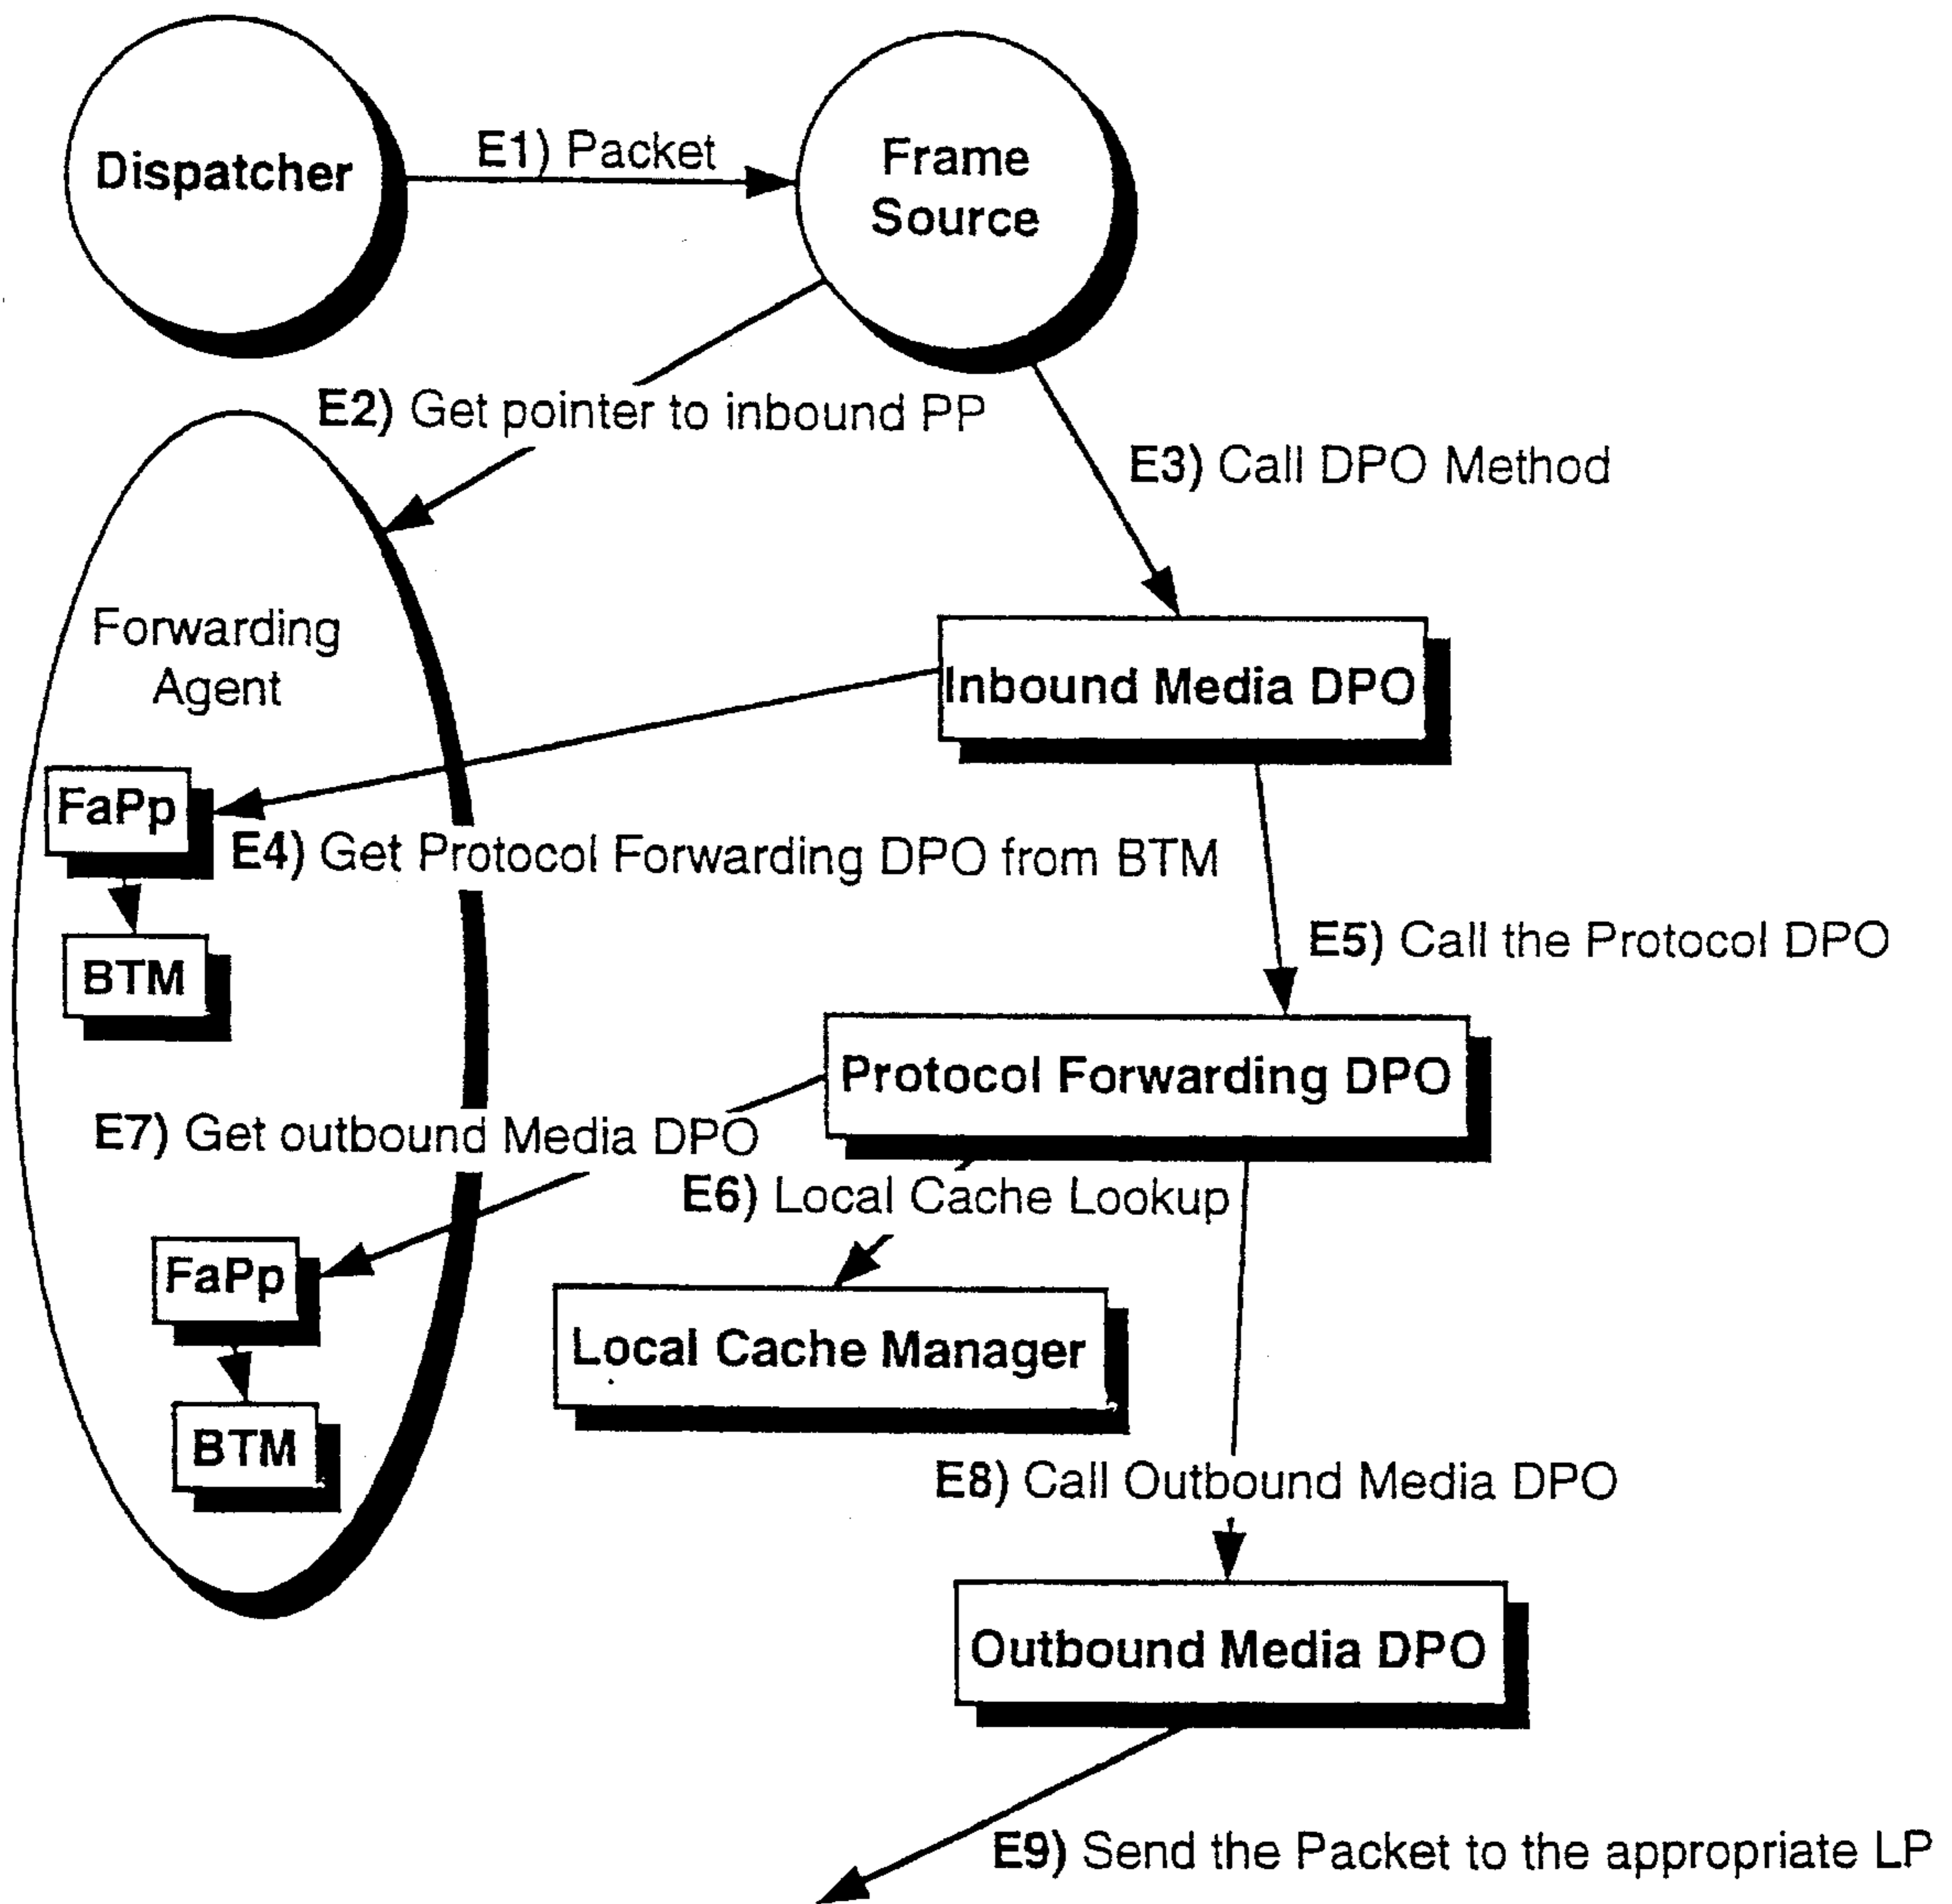 Dispatcher
E1) Packet
Frame
Source
E2) Get pointer to inbound PP
E3) Call DPO Method
Forwarding
Agent
Inbound Media DPO
FaPp
E4) Get Protocol Forwarding DPO from BTM
BTM
E5) Call the Protocol DPO
Protocol Forwarding DPO
E7) Get outbound Media DPO
E6) Local Cache Lookup
FaPp
Local Cache Manager
BTM
E8) Call Outbound Media DPO
Outbound Media DPO
E9) Send the Packet to the appropriate LP